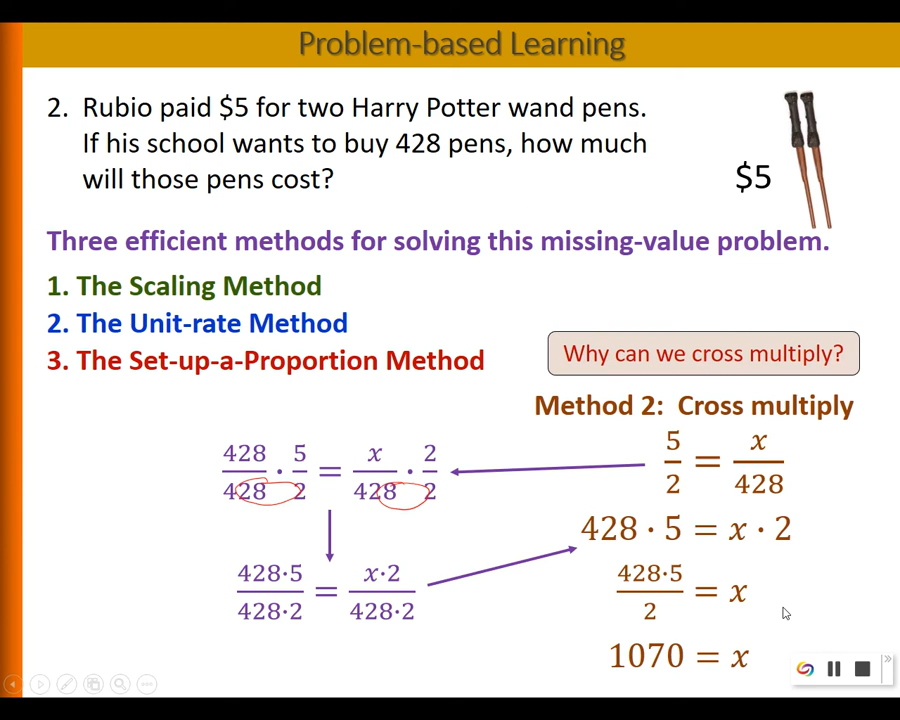 Problem-based Learning
2. Rubio paid $5 for two Harry Potter wand pens.
If his school wants to buy 428 pens, how much
will those pens cost?
$5
Three efficient methods for solving this missing-value problem.
1. The Scaling Method
2. The Unit-rate Method
3. The Set-up-a-Proportion Method
Why can we cross multiply?
Method 2: Cross multiply
428/428 · 5/2 = x/428 · 2/2
428·5/428·2 = x·2/428·2
5/2 = x/428
428 · 5 = x · 2
428·5/2 = x
1070 = x